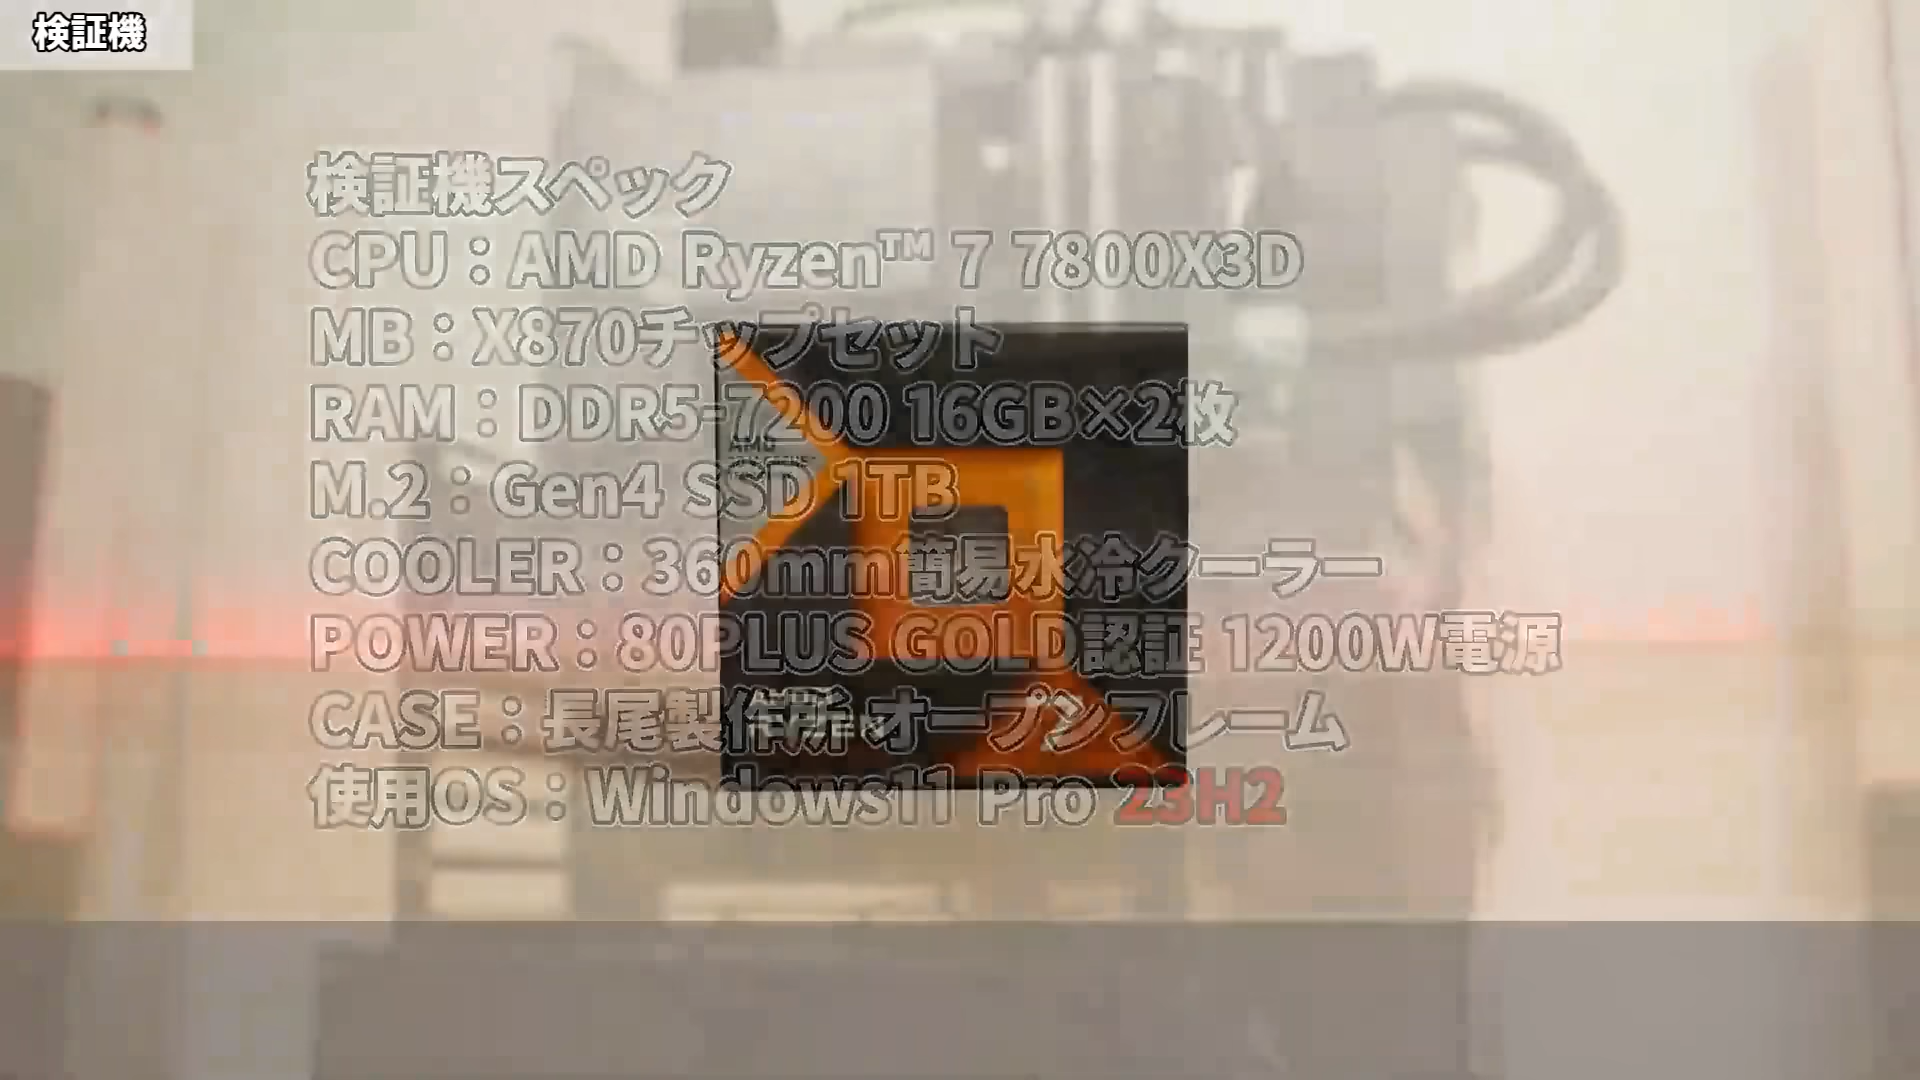 検証機
検証機スペック
CPU：AMD Ryzen™ 7 7800X3D
MB：X870チップセット
RAM：DDR5-7200 16GB×2枚
AMD
M.2：Gen4 SSD 1TB
COOLER：360mm簡易水冷クーラー
POWER：80PLUS GOLD認証 1200W電源
CASE：長尾製作所 オープンフレーム
使用OS：Windows11 Pro 23H2